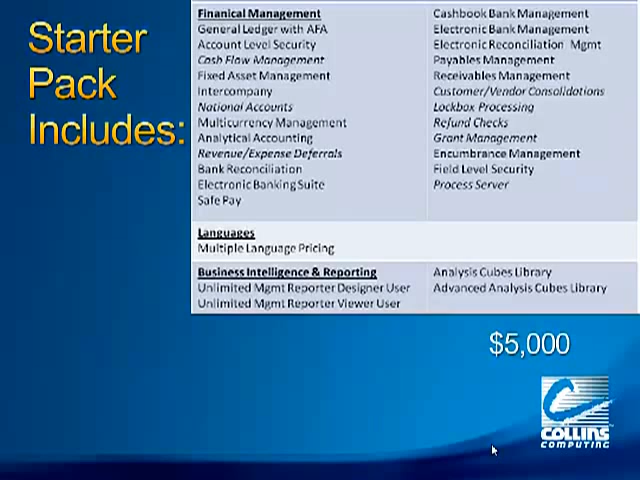 Starter
Pack
Includes:
Finanical Management
General Ledger with AFA
Account Level Security
Cash Flow Management
Fixed Asset Management
Intercompany
National Accounts
Multicurrency Management
Analytical Accounting
Revenue/Expense Deferrals
Bank Reconciliation
Electronic Banking Suite
Safe Pay
Cashbook Bank Management
Electronic Bank Management
Electronic Reconciliation Mgmt
Payables Management
Receivables Management
Customer/Vendor Consolidations
Lockbox Processing
Refund Checks
Grant Management
Encumbrance Management
Field Level Security
Process Server
Languages
Multiple Language Pricing
Business Intelligence & Reporting
Unlimited Mgmt Reporter Designer User
Unlimited Mgmt Reporter Viewer User
Analysis Cubes Library
Advanced Analysis Cubes Library
$5,000
COLLINS
COMPUTING